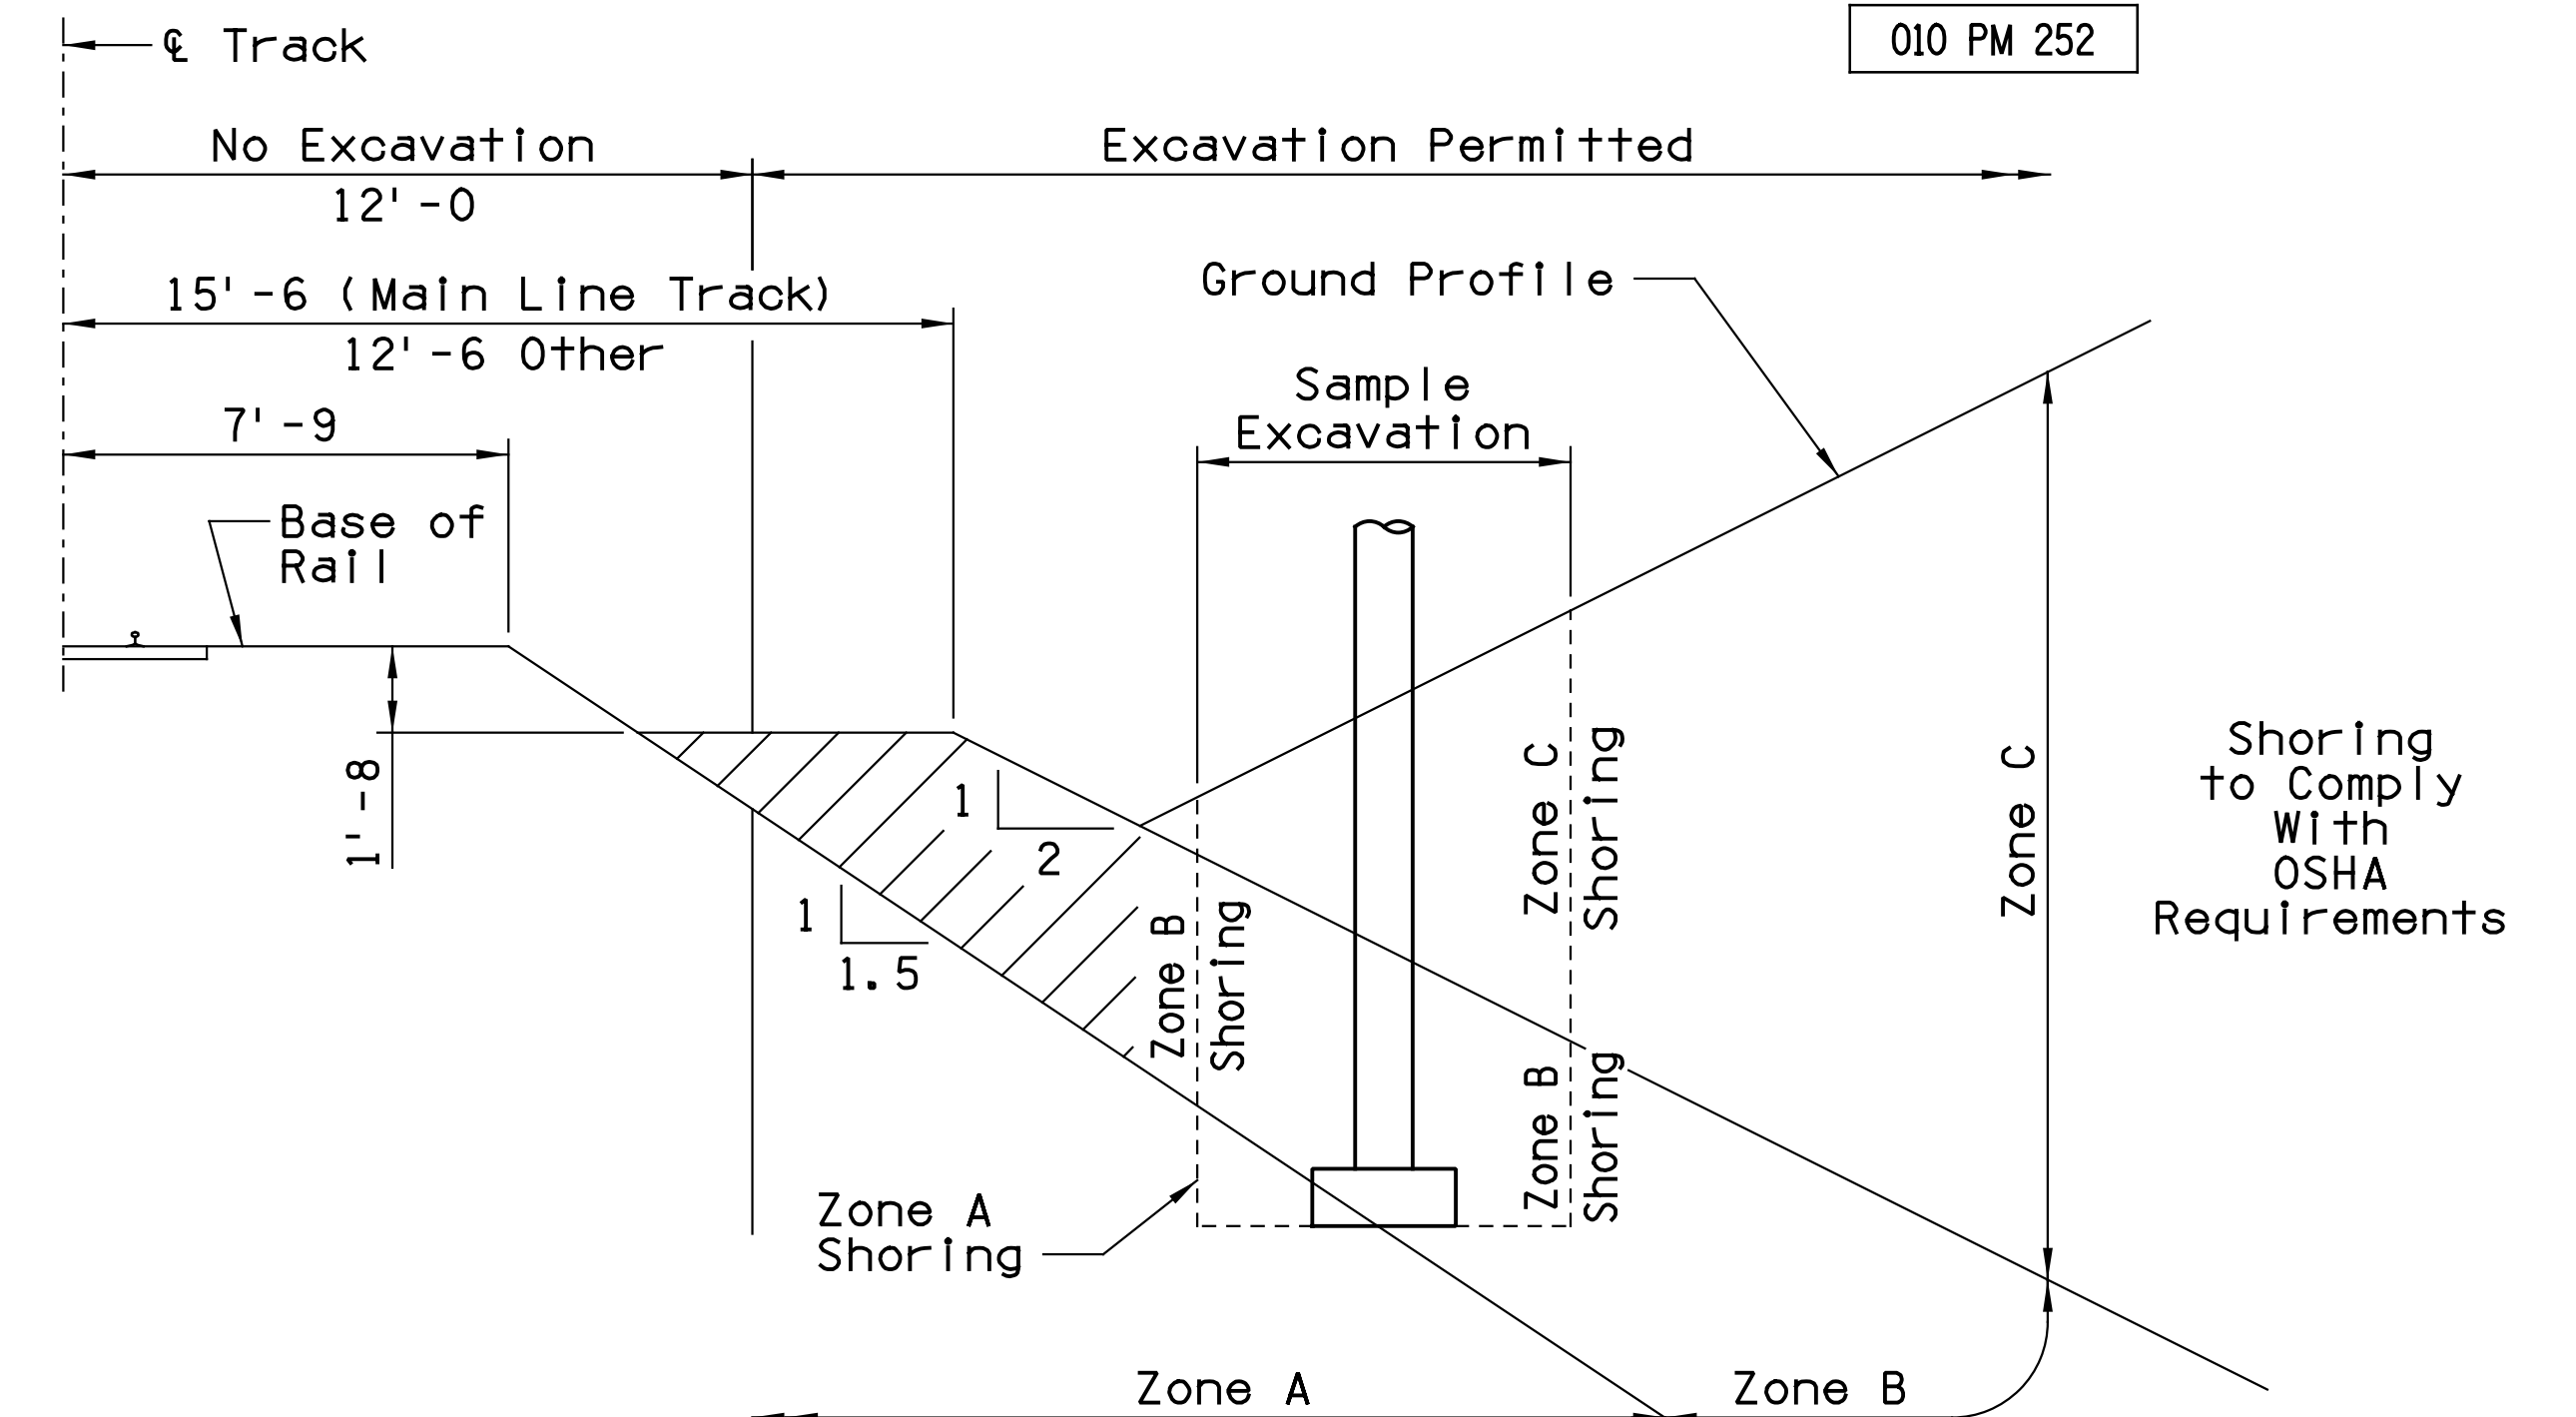 ℄ Track
010 PM 252
No Excavation
12'-0
Excavation Permitted
15'-6 (Main Line Track)
12'-6 Other
Ground Profile
7'-9
Sample
Excavation
Base of
Rail
1'-8
1
2
1
1.5
Zone B
Shoring
Zone C
Shoring
Zone B
Shoring
Zone C
Shoring
to Comply
With
OSHA
Requirements
Zone A
Shoring
Zone A
Zone B